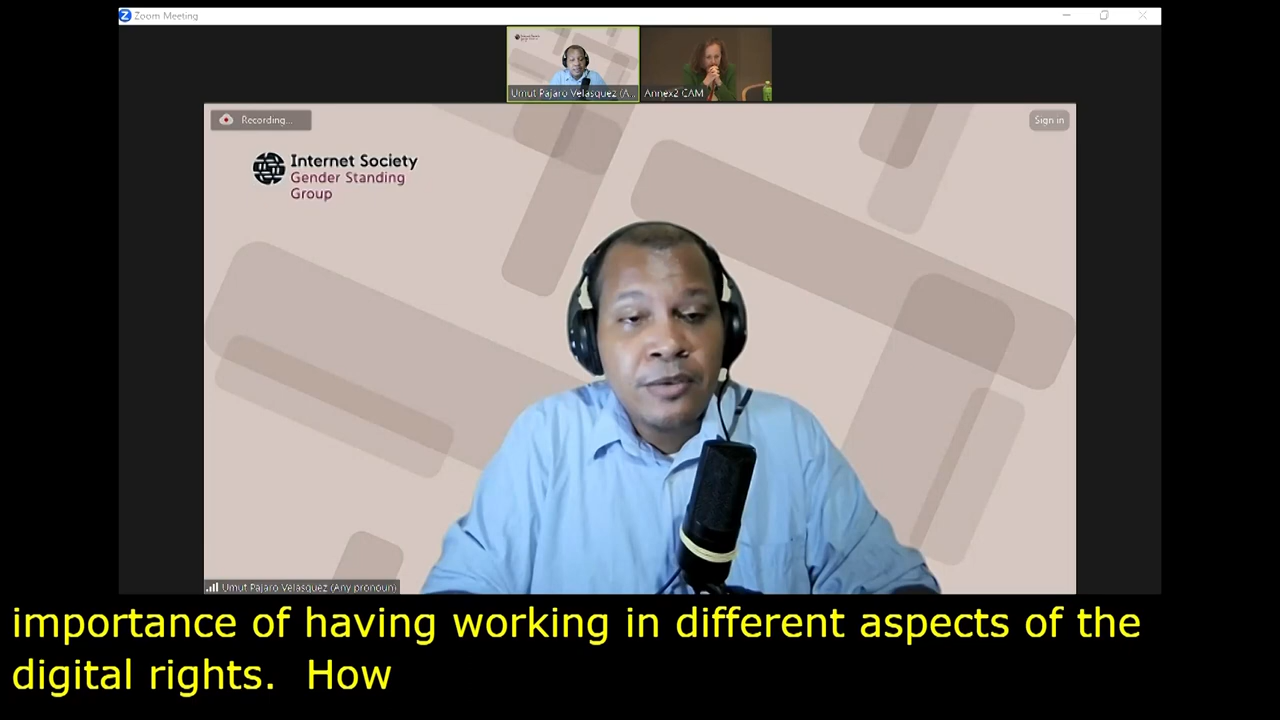 Zoom Meeting
Umut Pajaro Velasquez (A...
Annex2 CAM
Recording...
Sign in
Internet Society
Gender Standing
Group
Umut Pajaro Velasquez (Any pronoun)
importance of having working in different aspects of the
digital rights.  How